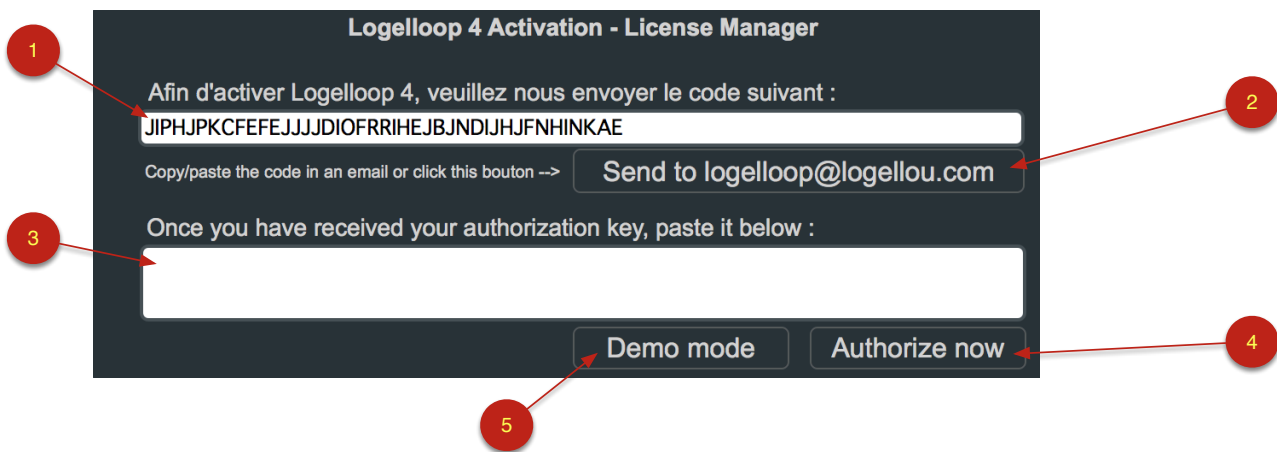 Logelloop 4 Activation - License Manager
1
Afin d'activer Logelloop 4, veuillez nous envoyer le code suivant :
2
JIPHJPKCFEFEJJJJDIOFRRIHEJBJNDIJHJFNHINKAE
Copy/paste the code in an email or click this bouton -->
Send to logelloop@logellou.com
3
Once you have received your authorization key, paste it below :
Demo mode
Authorize now
4
5